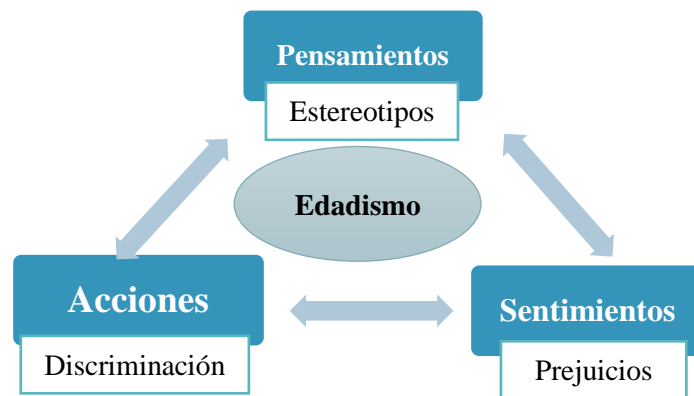 Pensamientos
Estereotipos
Edadismo
Acciones
Discriminación
Sentimientos
Prejuicios